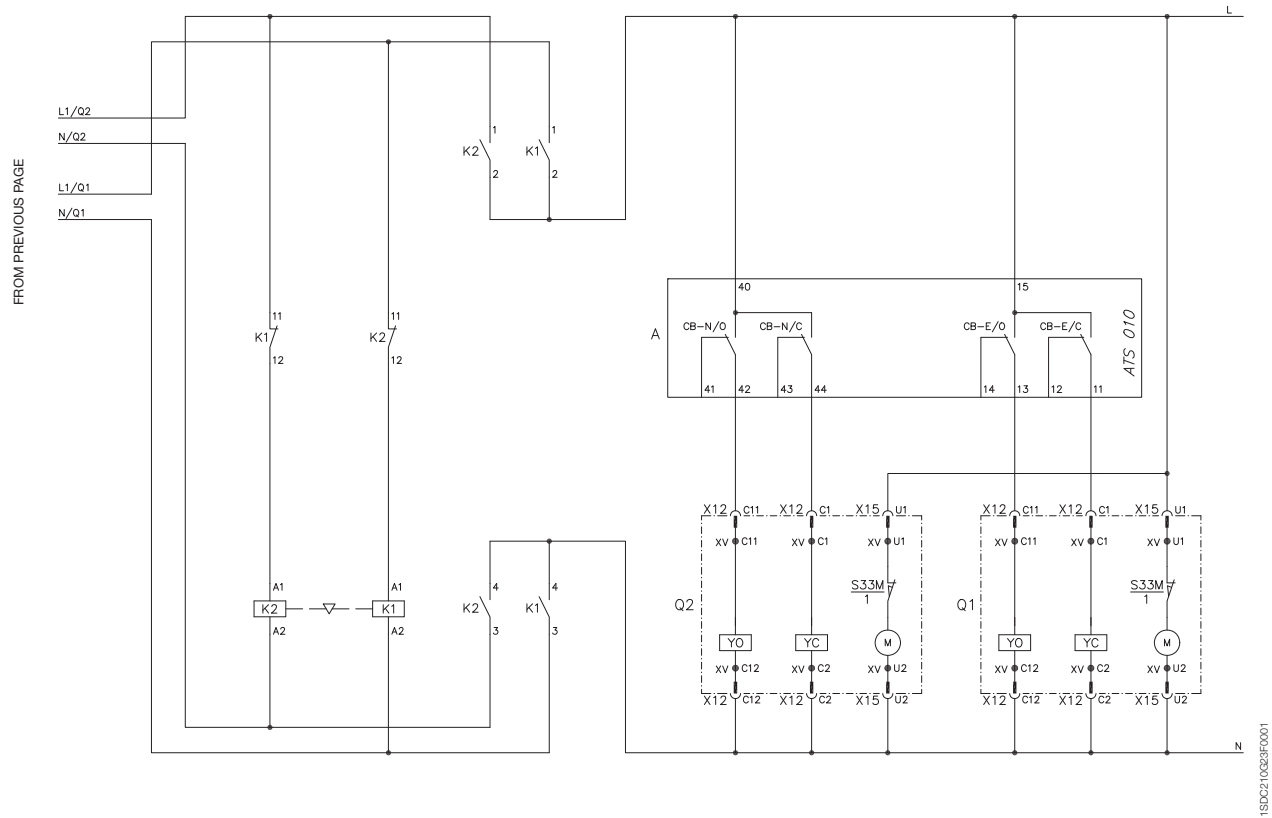 L
L1/Q2
N/Q2
L1/Q1
N/Q1
FROM PREVIOUS PAGE
1
1
K2
K1
2
2
40
15
11
11
K1
K2
12
12
A
CB-N/O
CB-N/C
CB-E/O
CB-E/C
ATS 010
41
42
43
44
14
13
12
11
X12
C11
X12
C1
X15
U1
X12
C11
X12
C1
X15
U1
XV
C11
XV
C1
XV
U1
XV
C11
XV
C1
XV
U1
A1
A1
4
4
K2
K1
K2
K1
A2
A2
3
3
Q2
S33M
1
Q1
S33M
1
YO
YC
M
YO
YC
M
XV
C12
XV
C2
XV
U2
XV
C12
XV
C2
XV
U2
X12
C12
X12
C2
X15
U2
X12
C12
X12
C2
X15
U2
N
1SDC210G23F0001